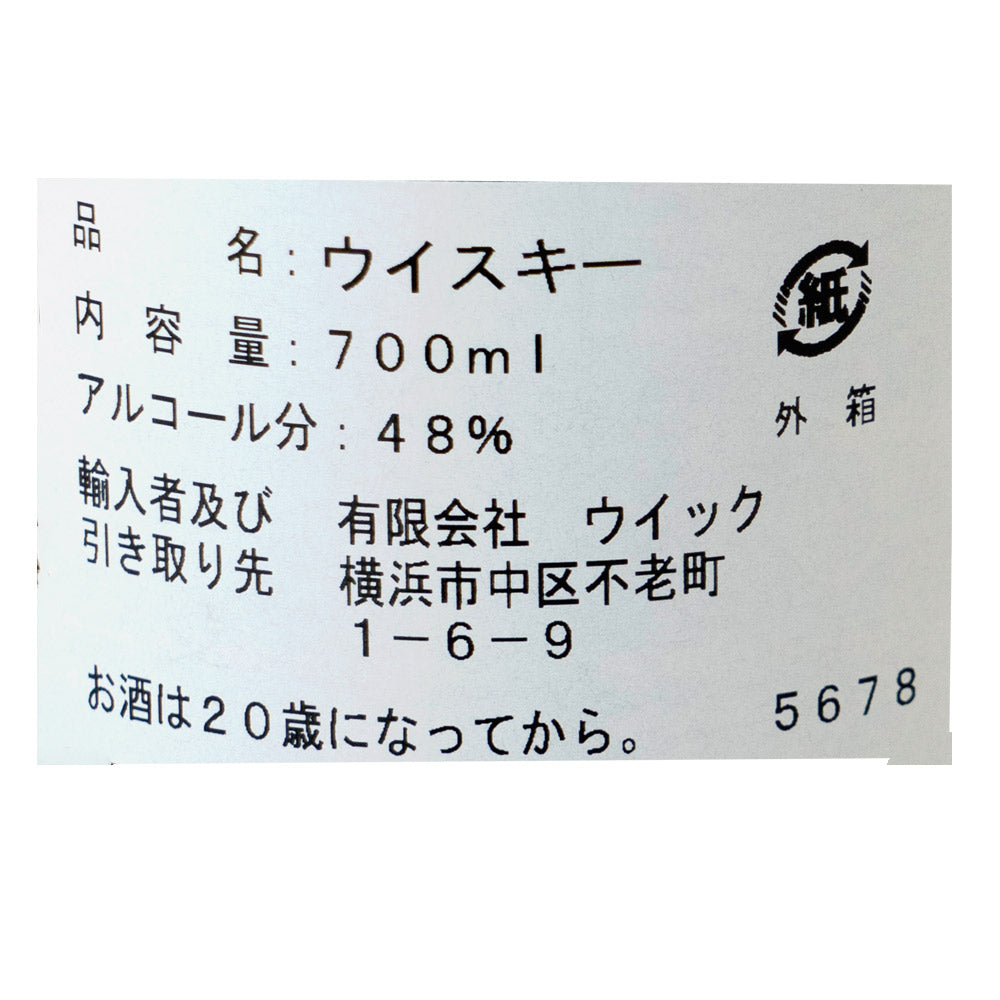 品　　名：ウイスキー
内　容　量：７００ｍｌ
アルコール分：４８％
輸入者及び　有限会社　ウイック
引き取り先　横浜市中区不老町
１－６－９
お酒は２０歳になってから。
紙
外　箱
５６７８